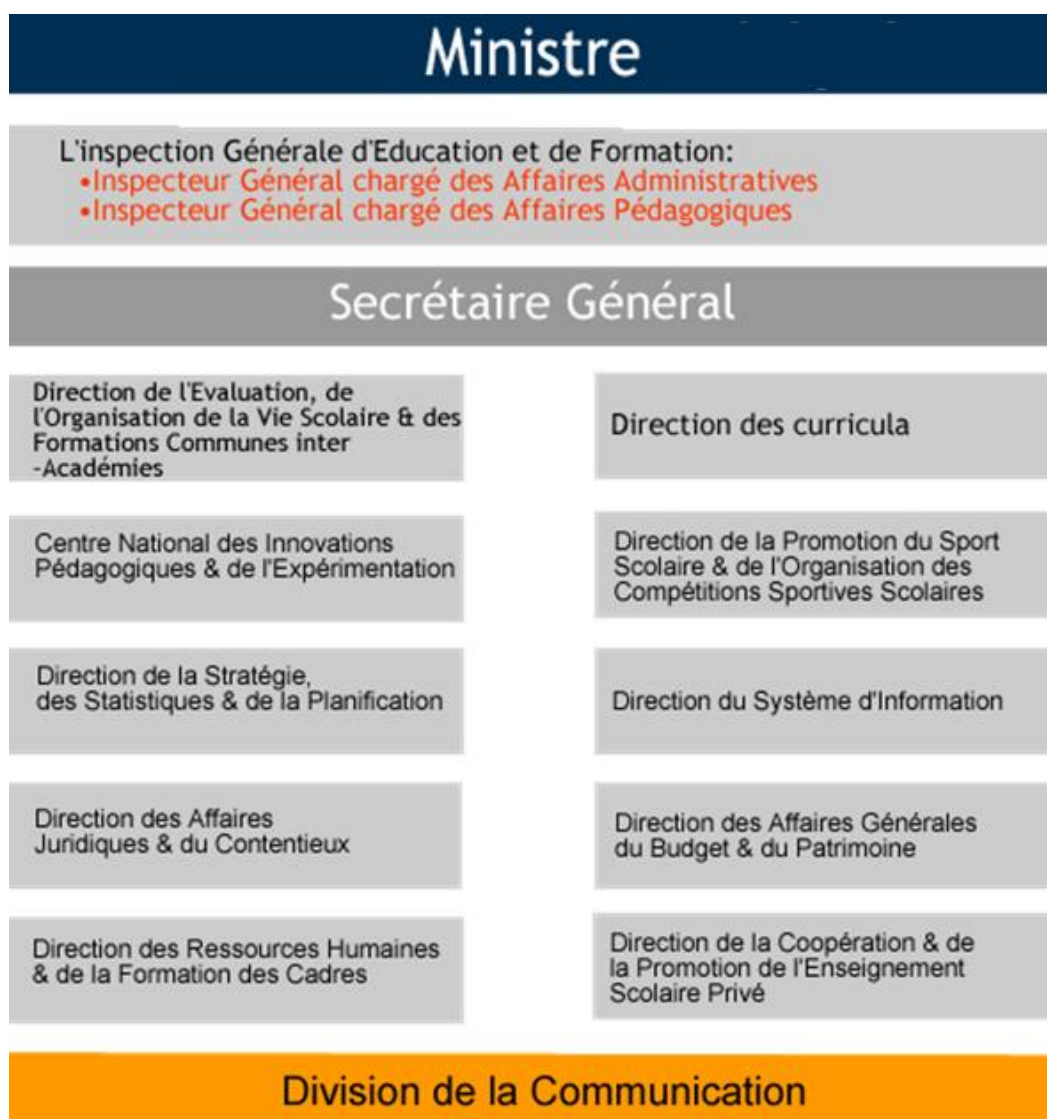 Ministre
L'inspection Générale d'Education et de Formation:
•Inspecteur Général chargé des Affaires Administratives
•Inspecteur Général chargé des Affaires Pédagogiques
Secrétaire Général
Direction de l'Evaluation, de
l'Organisation de la Vie Scolaire & des
Formations Communes inter
-Académies
Direction des curricula
Centre National des Innovations
Pédagogiques & de l'Expérimentation
Direction de la Promotion du Sport
Scolaire & de l'Organisation des
Compétitions Sportives Scolaires
Direction de la Stratégie,
des Statistiques & de la Planification
Direction du Système d'Information
Direction des Affaires
Juridiques & du Contentieux
Direction des Affaires Générales
du Budget & du Patrimoine
Direction des Ressources Humaines
& de la Formation des Cadres
Direction de la Coopération & de
la Promotion de l'Enseignement
Scolaire Privé
Division de la Communication